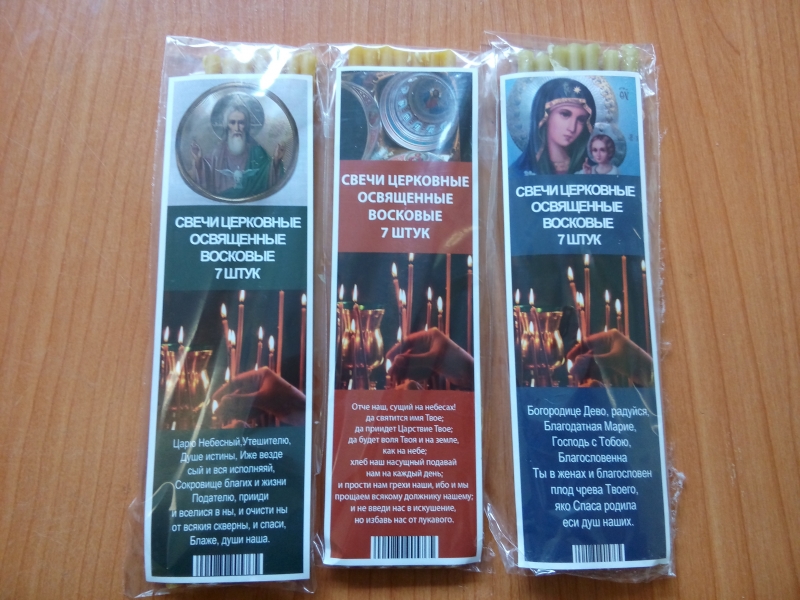 СВЕЧИ ЦЕРКОВНЫЕ
ОСВЯЩЕННЫЕ
ВОСКОВЫЕ
7 ШТУК
Царю Небесный,Утешителю,
Душе истины, Иже везде
сый и вся исполняяй,
Сокровище благих и жизни
Подателю, прииди
и вселися в ны, и очисти ны
от всякия скверны, и спаси,
Блаже, души наша.
СВЕЧИ ЦЕРКОВНЫЕ
ОСВЯЩЕННЫЕ
ВОСКОВЫЕ
7 ШТУК
Отче наш, сущий на небесах!
да святится имя Твое;
да приидет Царствие Твое;
да будет воля Твоя и на земле,
как на небе;
хлеб наш насущный подавай
нам на каждый день;
и прости нам грехи наши, ибо и мы
прощаем всякому должнику нашему;
и не введи нас в искушение,
но избавь нас от лукавого.
СВЕЧИ ЦЕРКОВНЫЕ
ОСВЯЩЕННЫЕ
ВОСКОВЫЕ
7 ШТУК
Богородице Дево, радуйся,
Благодатная Марие,
Господь с Тобою,
Благословенна
Ты в женах и благословен
плод чрева Твоего,
яко Спаса родила
еси душ наших.